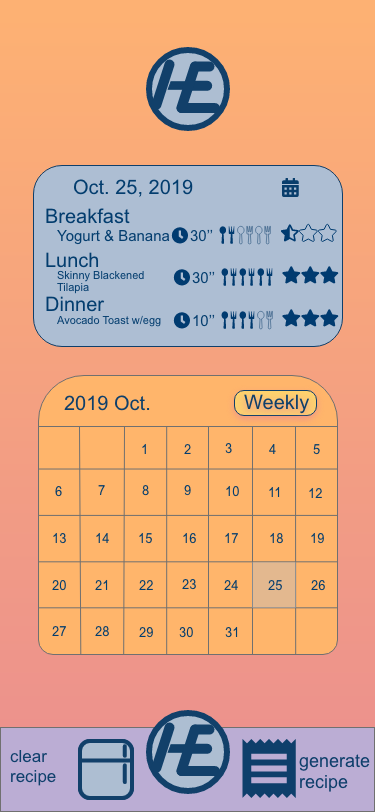 HE
Oct. 25, 2019
Breakfast
Yogurt & Banana 30’’
Lunch
Skinny Blackened
Tilapia
30’’
Dinner
Avocado Toast w/egg 10’’
2019 Oct. Weekly
1 2 3 4 5
6 7 8 9 10 11 12
13 14 15 16 17 18 19
20 21 22 23 24 25 26
27 28 29 30 31
HE
clear
recipe
generate
recipe